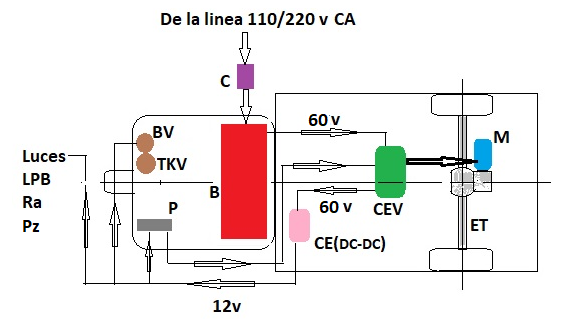 De la linea 110/220 v CA
C
BV
60 v
M
Luces
TKV
LPB
B
Ra
P
60 v
CEV
Pz
ET
CE(DC-DC)
12v